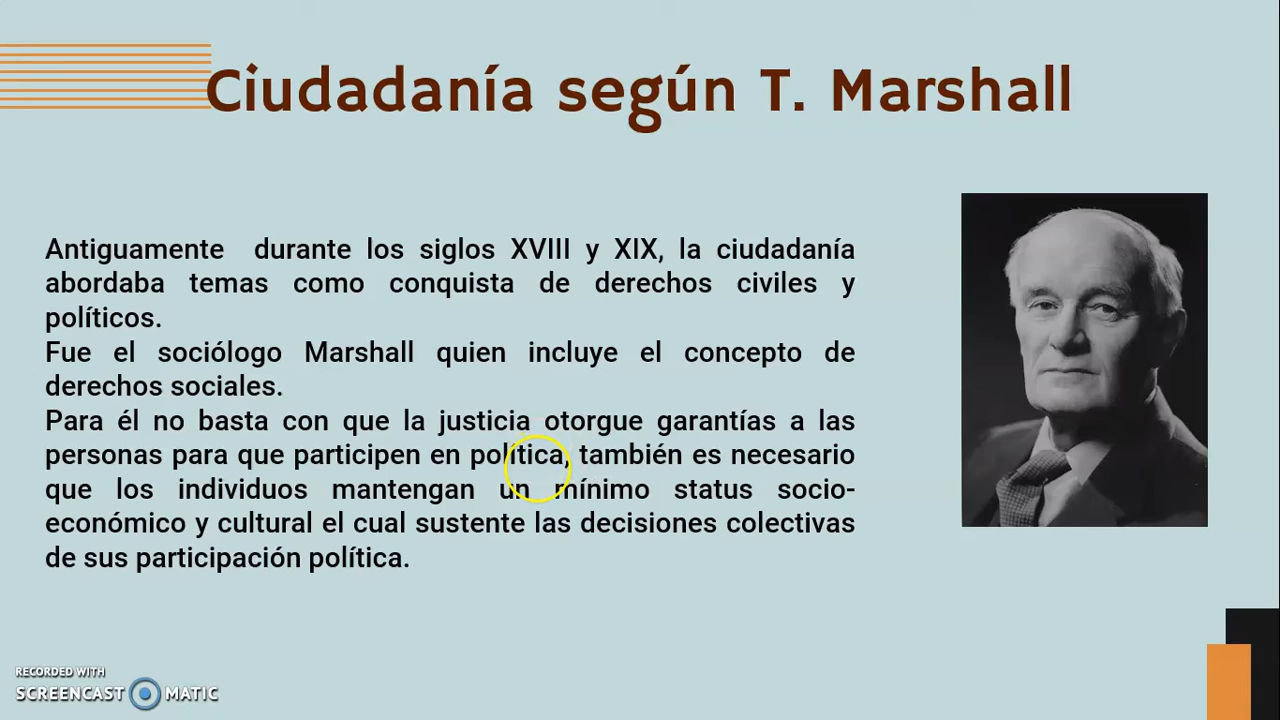 Ciudadanía según T. Marshall
Antiguamente durante los siglos XVIII y XIX, la ciudadanía
abordaba temas como conquista de derechos civiles y
políticos.
Fue el sociólogo Marshall quien incluye el concepto de
derechos sociales.
Para él no basta con que la justicia otorgue garantías a las
personas para que participen en política, también es necesario
que los individuos mantengan un mínimo status socio-
económico y cultural el cual sustente las decisiones colectivas
de sus participación política.
RECORDED WITH
SCREENCAST MATIC